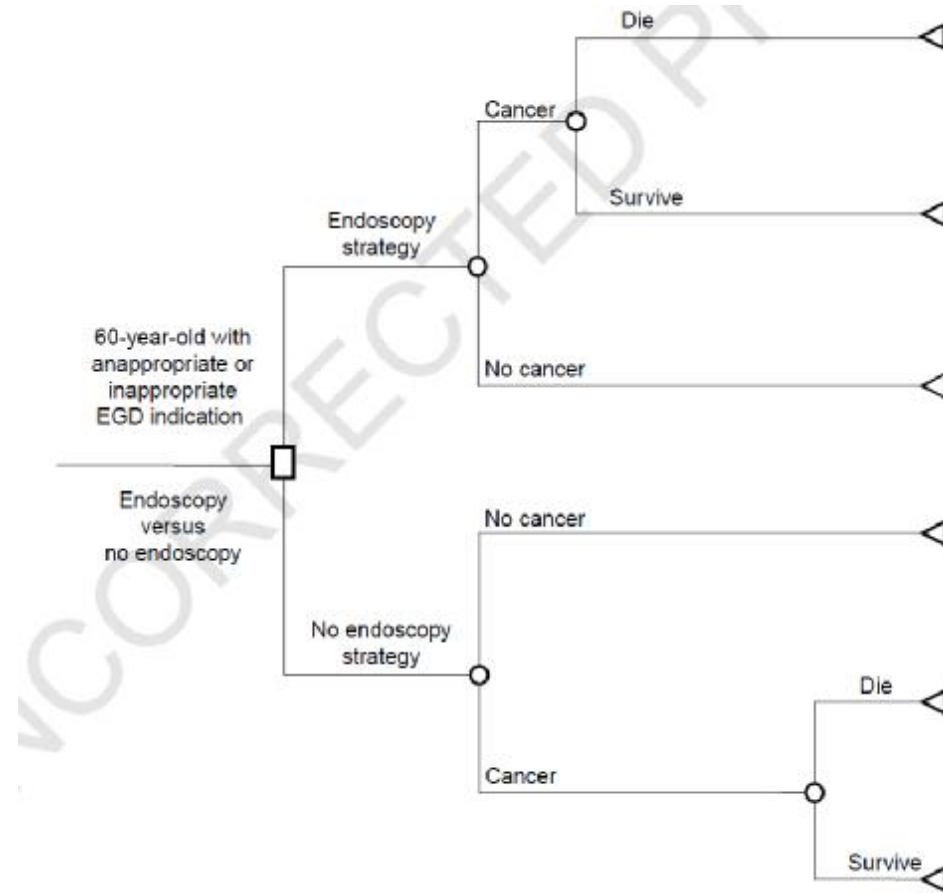 Die
Cancer
Survive
Endoscopy
strategy
No cancer
60-year-old with
anappropriate or
inappropriate
EGD indication
Endoscopy
versus
no endoscopy
No cancer
No endoscopy
strategy
Die
Cancer
Survive
NCORRECTED P